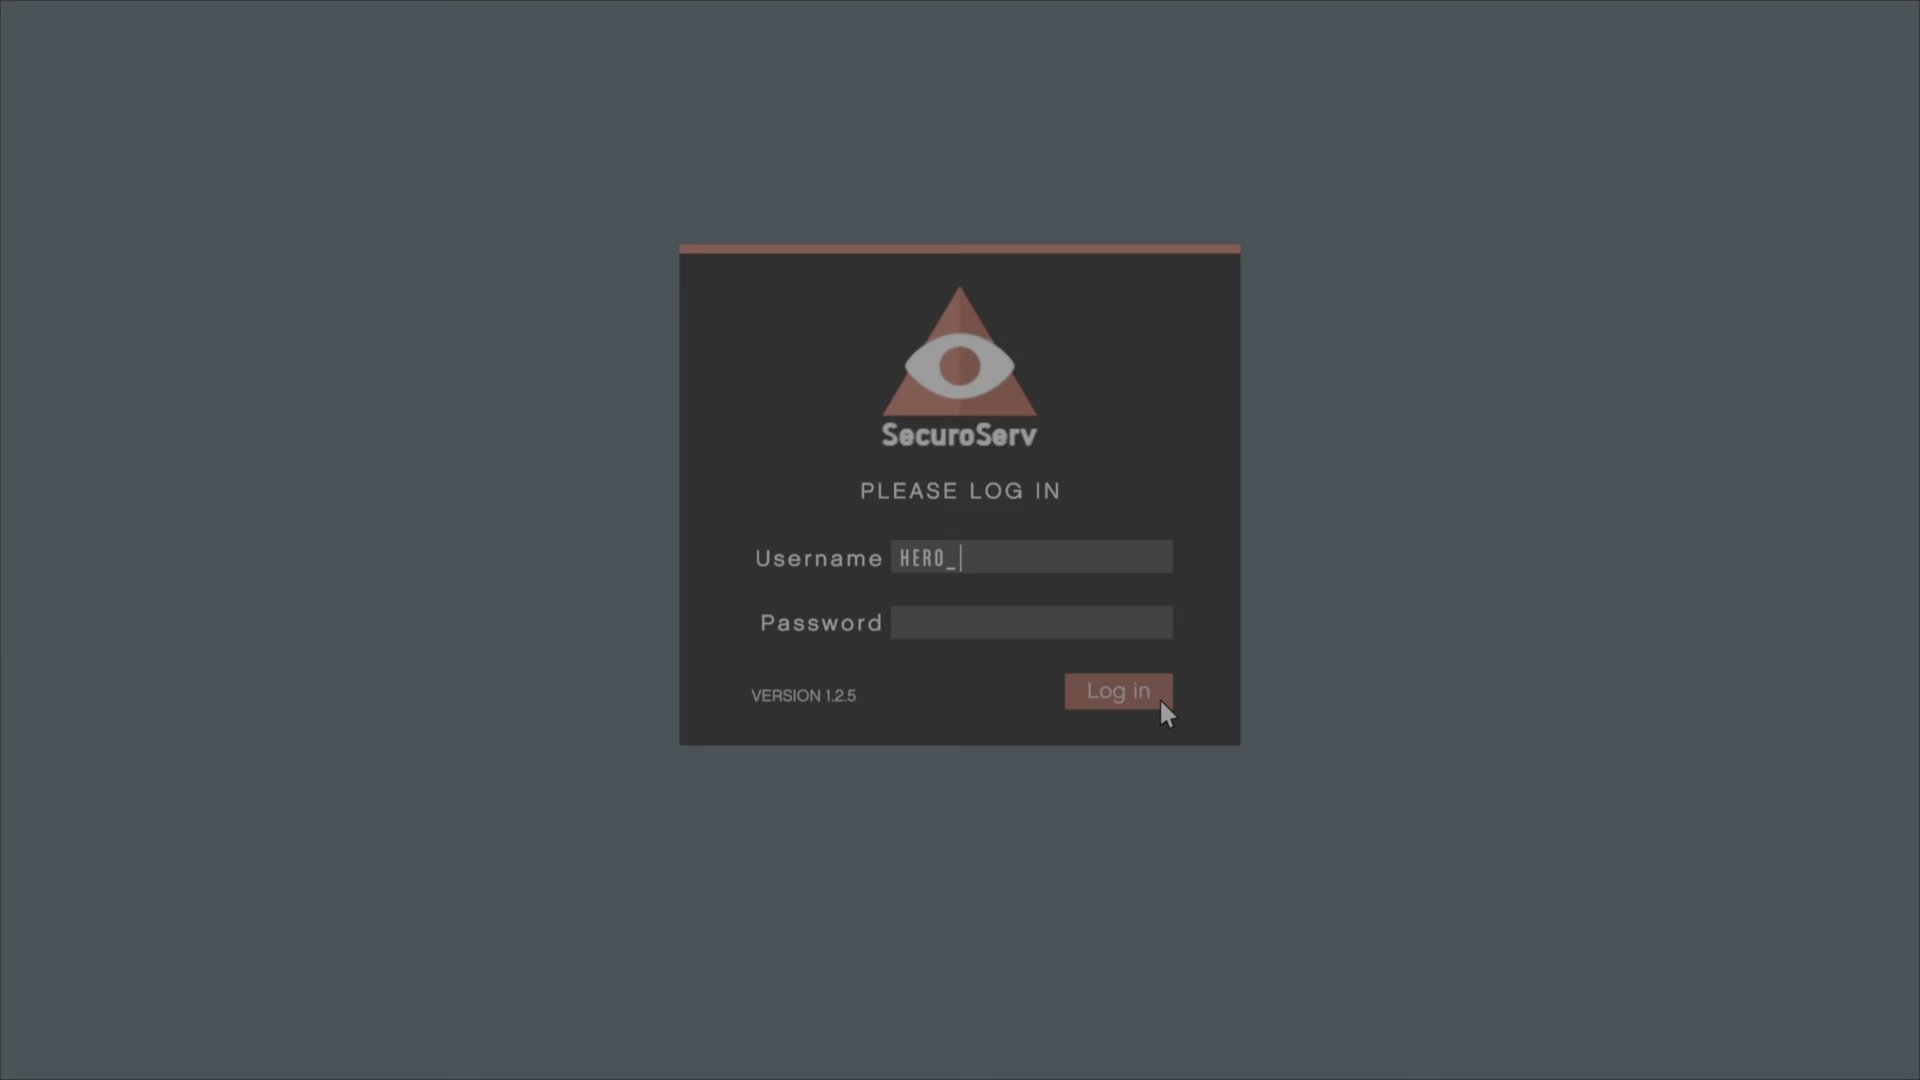 SecuroServ
PLEASE LOG IN
Username HERO_
Password
VERSION 1.2.5 Log in